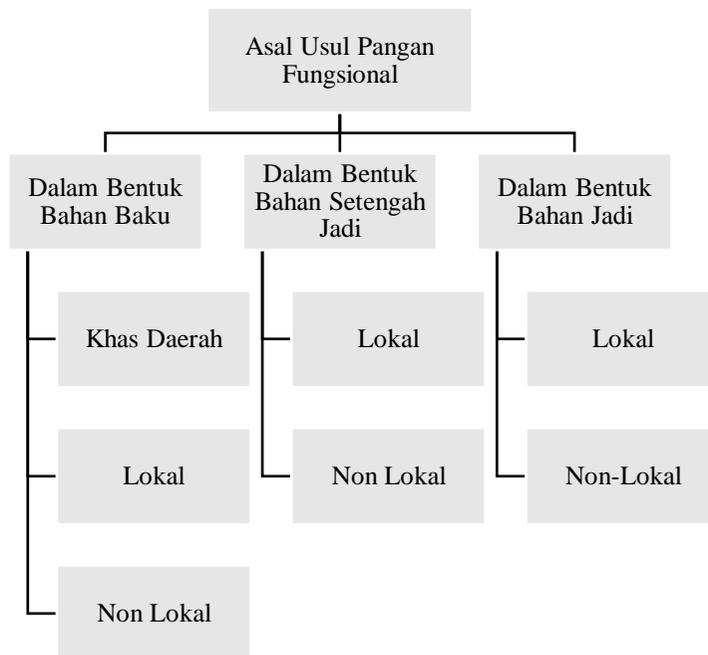 Asal Usul Pangan
Fungsional
Dalam Bentuk
Bahan Baku
Khas Daerah
Lokal
Non Lokal
Dalam Bentuk
Bahan Setengah
Jadi
Lokal
Non Lokal
Dalam Bentuk
Bahan Jadi
Lokal
Non-Lokal